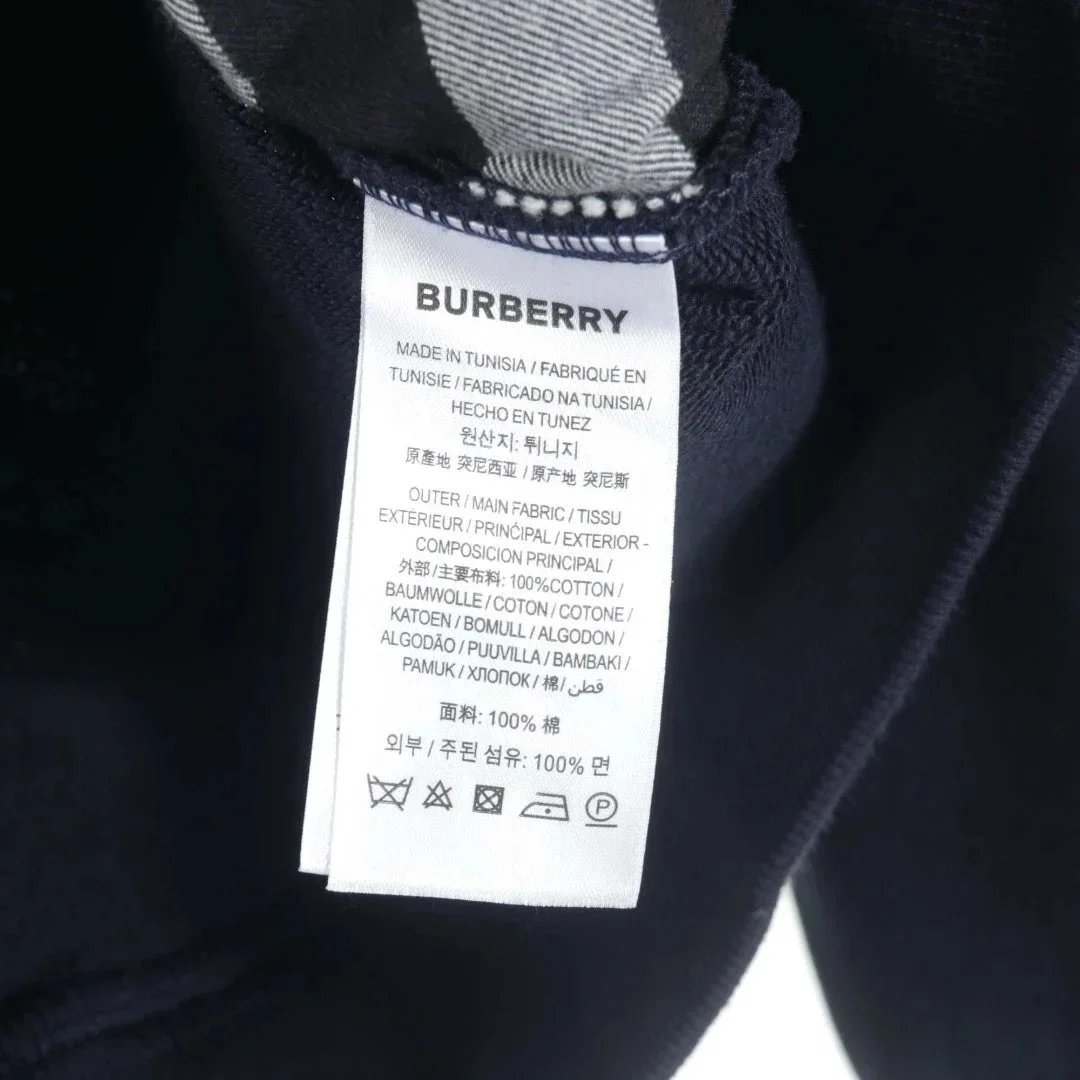 BURBERRY
MADE IN TUNISIA / FABRIQUÉ EN
TUNISIE / FABRICADO NA TUNISIA /
HECHO EN TUNEZ
원산지: 튀니지
原產地 突尼西亚 / 原产地 突尼斯
OUTER / MAIN FABRIC / TISSU
EXTÉRIEUR / PRINCIPAL / EXTERIOR -
COMPOSICION PRINCIPAL /
外部 / 主要布料: 100%COTTON /
BAUMWOLLE / COTON / COTONE /
KATOEN / BOMULL / ALGODON /
ALGODÃO / PUUVILLA / BAMBAKI /
PAMUK / ХЛОПОК / 棉 / قطن
面料: 100% 棉
외부 / 주된 섬유: 100% 면
P